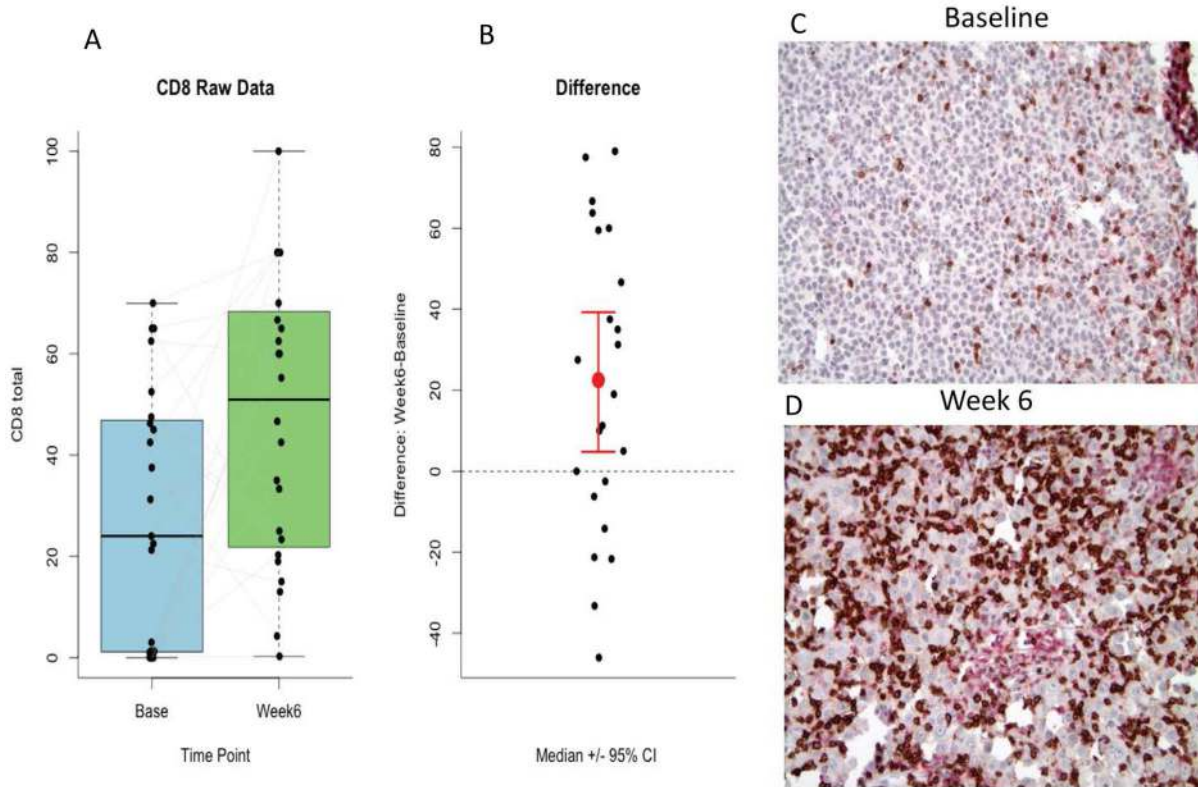 A
CD8 Raw Data
CD8 total
100
80
60
40
20
0
Base
Week6
Time Point
B
Difference
Difference: Week6-Baseline
80
60
40
20
0
-20
-40
Median +/- 95% CI
C
Baseline
D
Week 6